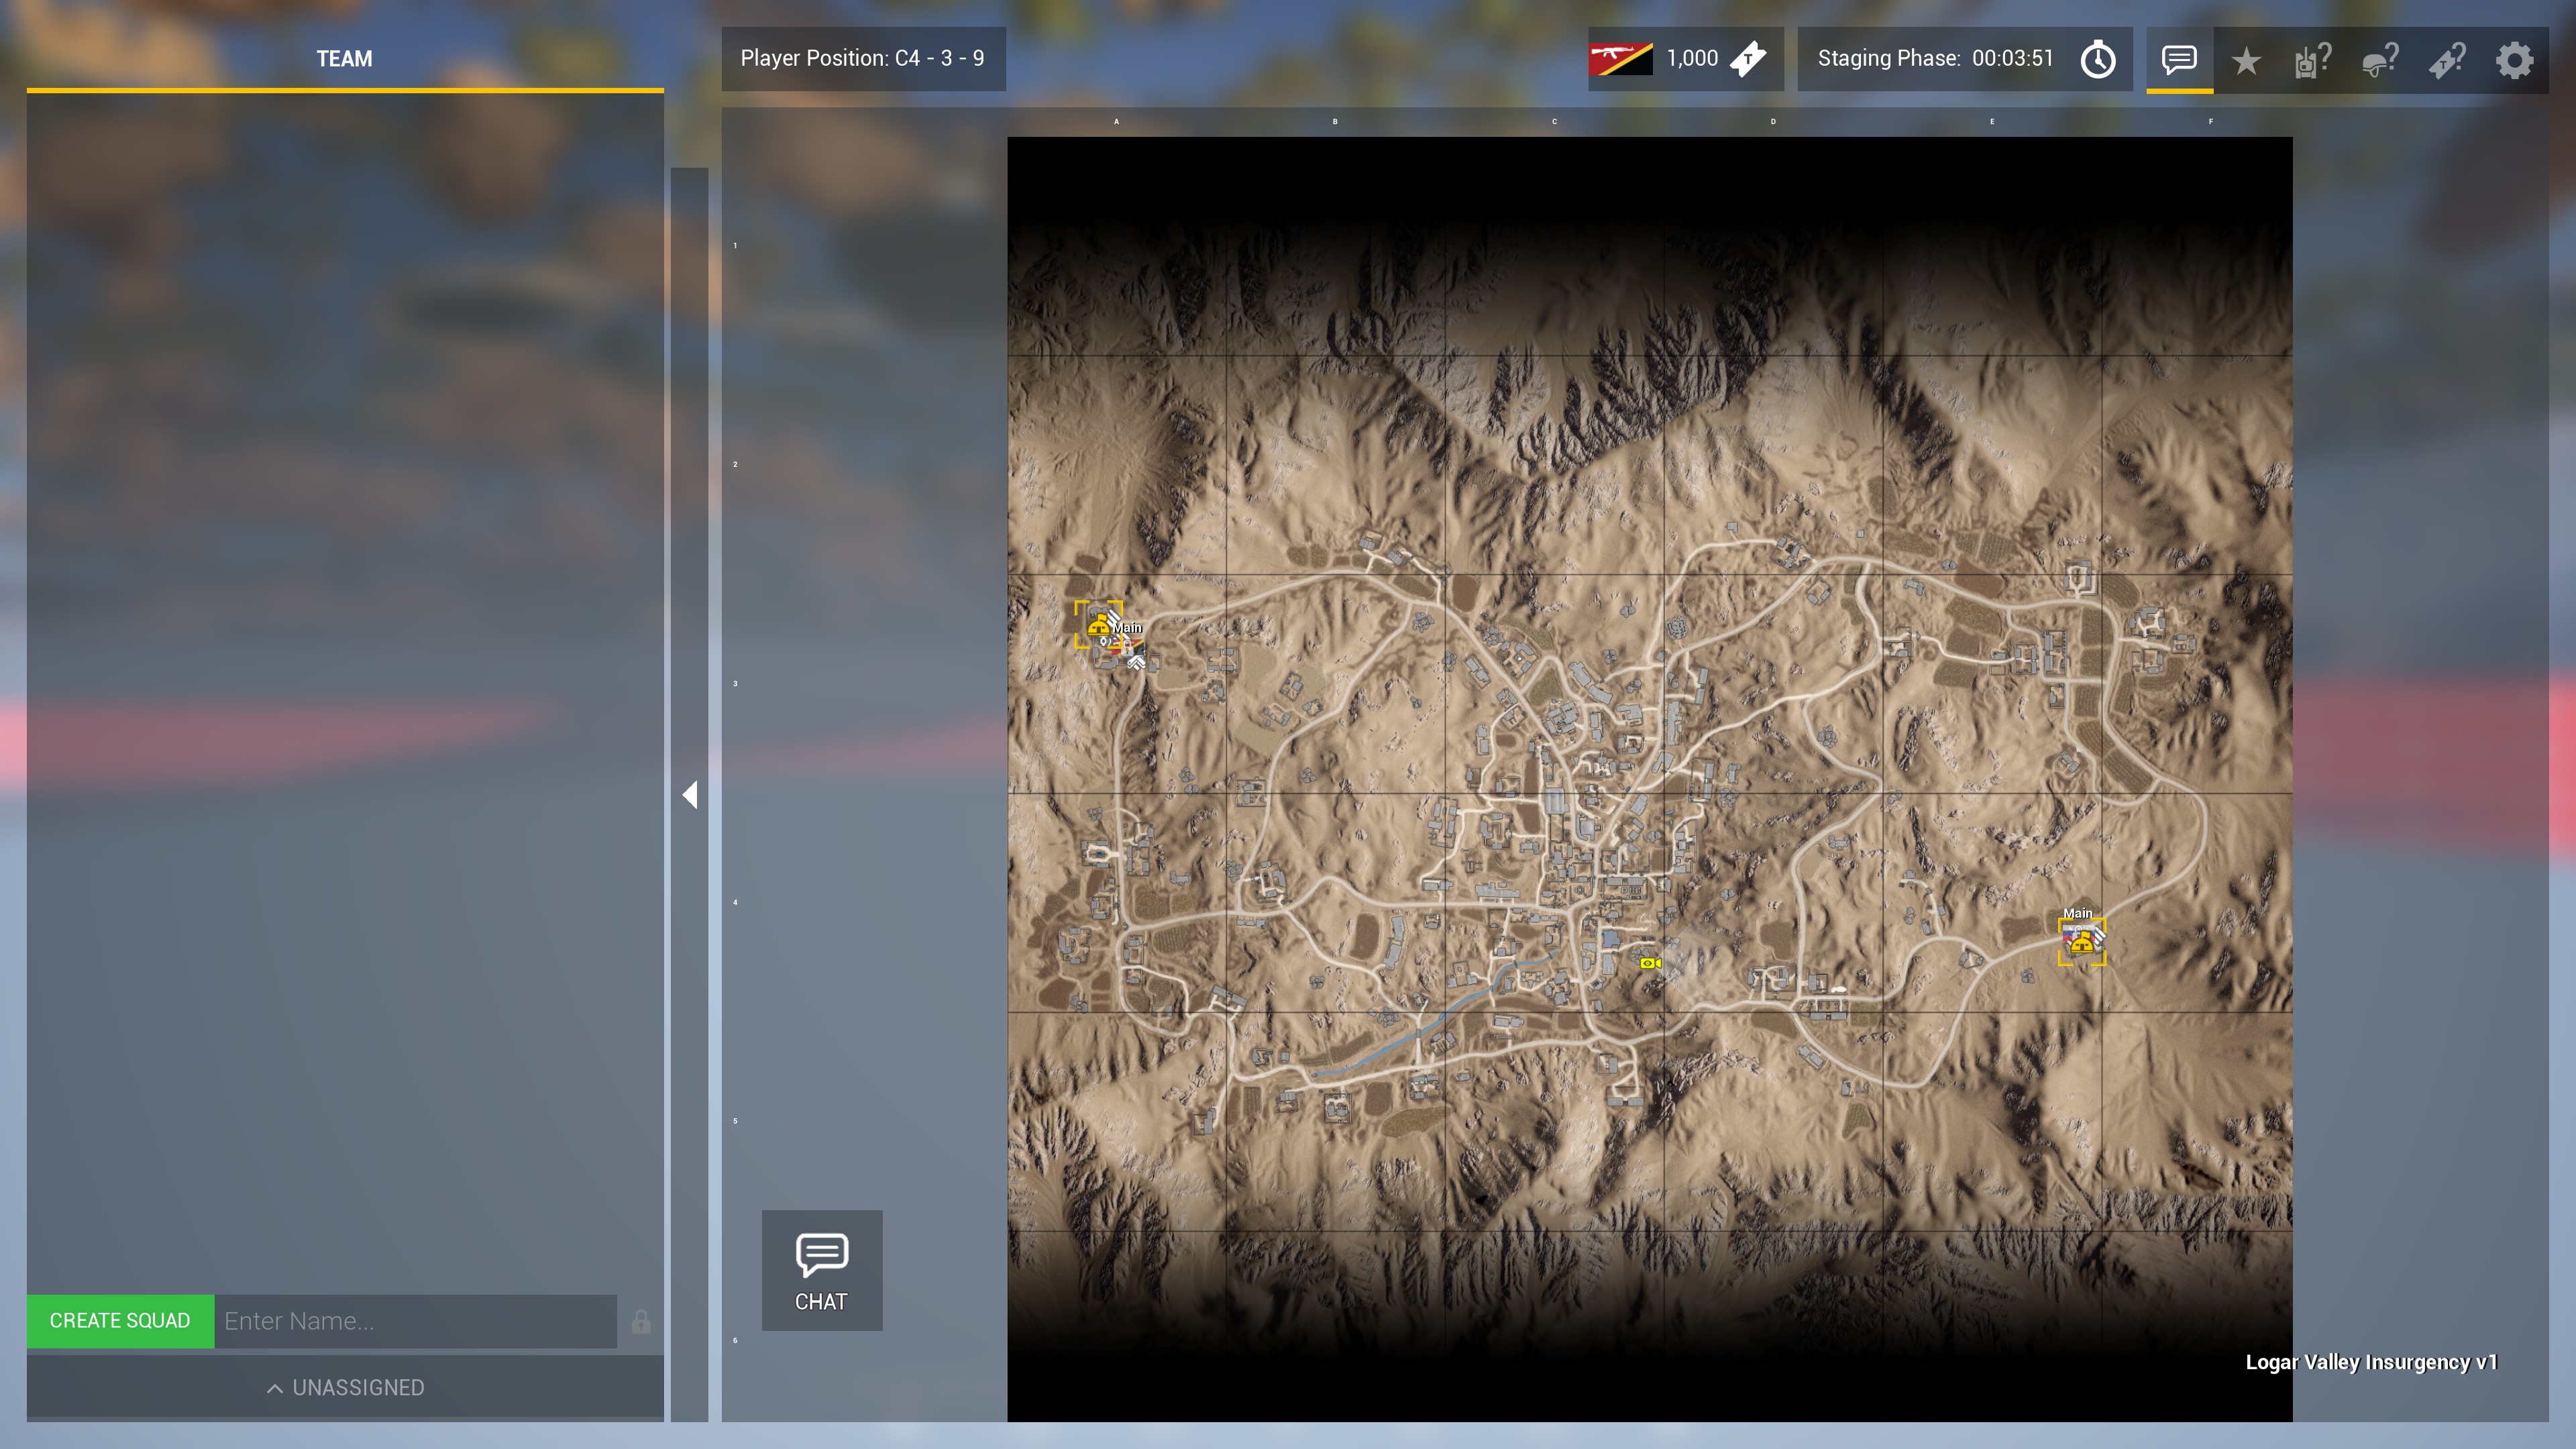 TEAM
Player Position: C4 - 3 - 9
1,000
T
Staging Phase: 00:03:51
?
?
T?
A
B
C
D
E
F
1
2
Main
3
4
Main
5
CHAT
CREATE SQUAD
Enter Name...
6
Logar Valley Insurgency v1
UNASSIGNED